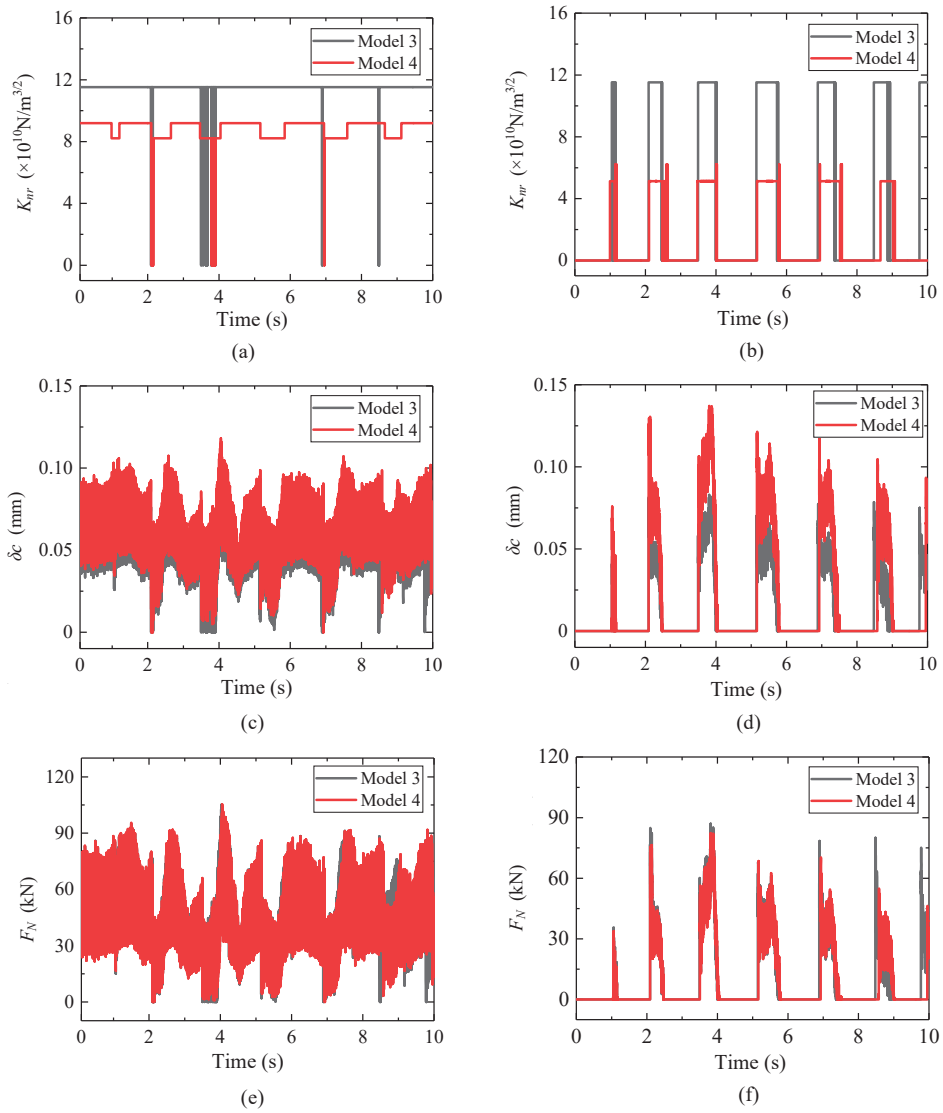 16
12
8
4
0
K_nr (×10^10N/m^3/2)
Model 3
Model 4
0 2 4 6 8 10
Time (s)
(a)
16
12
8
4
0
K_nr (×10^10N/m^3/2)
Model 3
Model 4
0 2 4 6 8 10
Time (s)
(b)
0.15
0.10
0.05
0
δc (mm)
Model 3
Model 4
0 2 4 6 8 10
Time (s)
(c)
0.15
0.10
0.05
0
δc (mm)
Model 3
Model 4
0 2 4 6 8 10
Time (s)
(d)
120
90
60
30
0
F_N (kN)
Model 3
Model 4
0 2 4 6 8 10
Time (s)
(e)
120
90
60
30
0
F_N (kN)
Model 3
Model 4
0 2 4 6 8 10
Time (s)
(f)